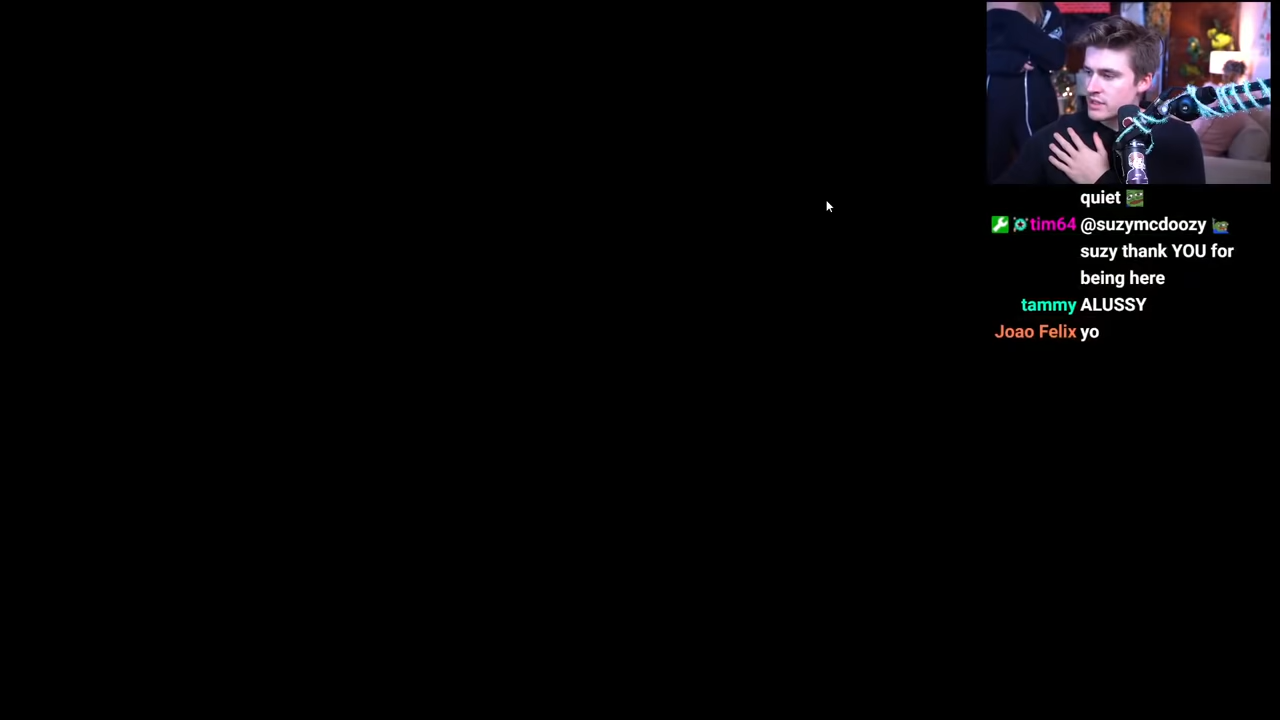 quiet
tim64 @suzymcdoozy
suzy thank YOU for
being here
tammy ALUSSY
Joao Felix yo